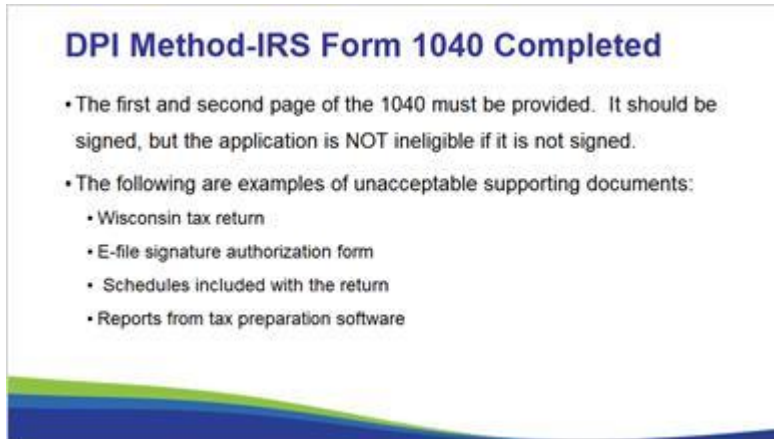 DPI Method-IRS Form 1040 Completed
• The first and second page of the 1040 must be provided. It should be
signed, but the application is NOT ineligible if it is not signed.
• The following are examples of unacceptable supporting documents:
• Wisconsin tax return
• E-file signature authorization form
• Schedules included with the return
• Reports from tax preparation software